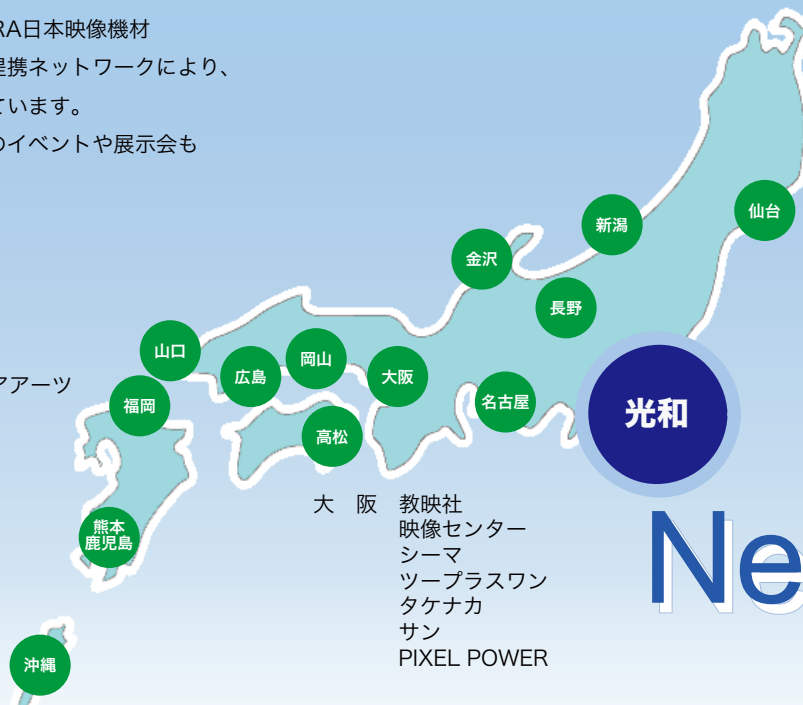 RA日本映像機材
提携ネットワークにより、
ています。
のイベントや展示会も
仙台
新潟
金沢
長野
山口
岡山
広島
大阪
アアーツ
福岡
名古屋
光和
高松
大　阪　教映社
映像センター
シーマ
ツープラスワン
タケナカ
サン
PIXEL POWER
熊本
鹿児島
Ne
沖縄